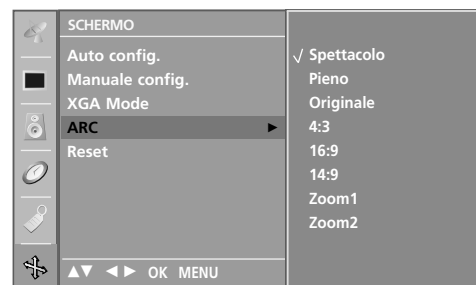 SCHERMO
Auto config.
Manuale config.
XGA Mode
ARC ►
Reset
▲▼ ◄► OK MENU
√ Spettacolo
Pieno
Originale
4:3
16:9
14:9
Zoom1
Zoom2